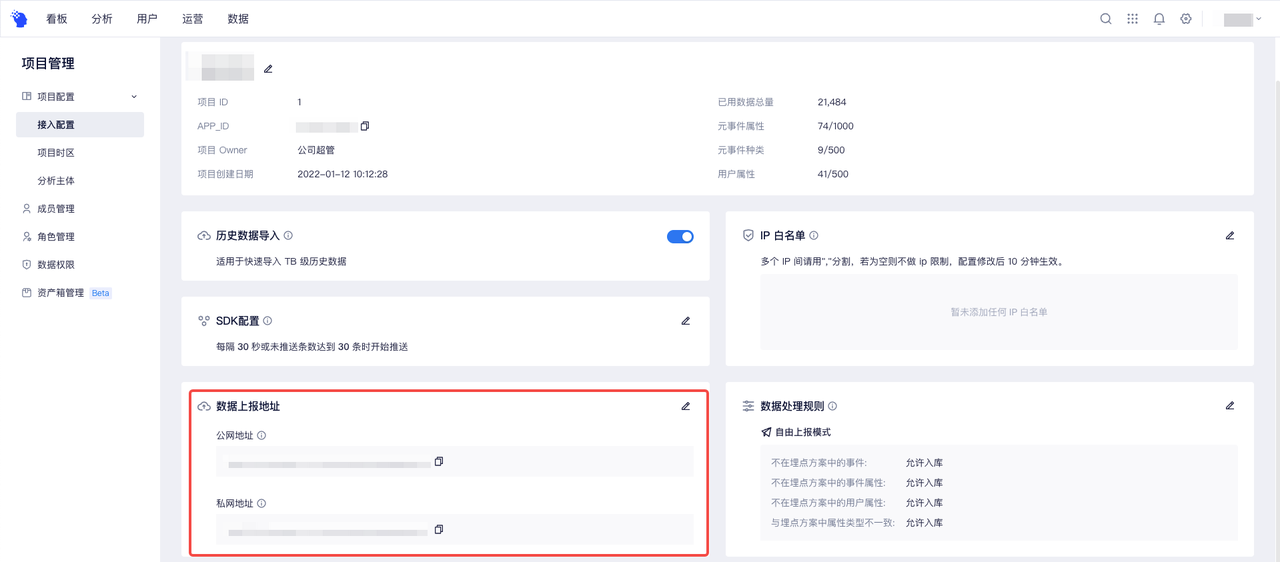 看板 分析 用户 运营 数据
项目管理
项目配置
接入配置
项目时区
分析主体
成员管理
角色管理
数据权限
资产箱管理 Beta
项目 ID 1 已用数据总量 21,484
APP_ID 元事件属性 74/1000
项目 Owner 公司超管 元事件种类 9/500
项目创建日期 2022-01-12 10:12:28 用户属性 41/500
历史数据导入
适用于快速导入 TB 级历史数据
IP 白名单
多个 IP 间请用","分割，若为空则不做 ip 限制，配置修改后 10 分钟生效。
暂未添加任何 IP 白名单
SDK配置
每隔 30 秒或未推送条数达到 30 条时开始推送
数据上报地址
公网地址
私网地址
数据处理规则
自由上报模式
不在埋点方案中的事件: 允许入库
不在埋点方案中的事件属性: 允许入库
不在埋点方案中的用户属性: 允许入库
与埋点方案中属性类型不一致: 允许入库